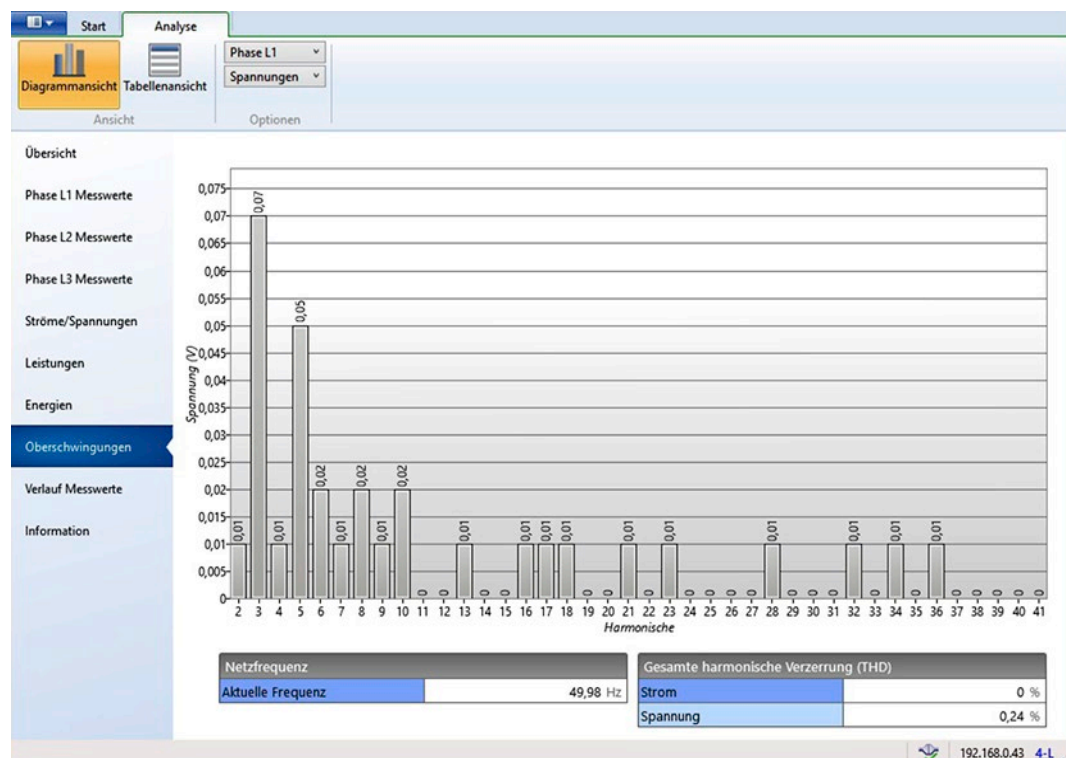 Start Analyse
Diagrammansicht Tabellenansicht
Phase L1
Spannungen
Ansicht Optionen
Übersicht
Phase L1 Messwerte
Phase L2 Messwerte
Phase L3 Messwerte
Ströme/Spannungen
Leistungen
Energien
Oberschwingungen
Verlauf Messwerte
Information
Spannung (V)
0,075
0,07
0,065
0,06
0,055
0,05
0,045
0,04
0,035
0,03
0,025
0,02
0,015
0,01
0,005
0
0,01 0,07 0,01 0,05 0,02 0,01 0,02 0,01 0,02 0 0 0,01 0 0 0,01 0,01 0,01 0 0 0,01 0 0,01 0 0 0 0 0,01 0 0 0 0,01 0 0,01 0 0,01 0 0 0 0 0
2 3 4 5 6 7 8 9 10 11 12 13 14 15 16 17 18 19 20 21 22 23 24 25 26 27 28 29 30 31 32 33 34 35 36 37 38 39 40 41
Harmonische
Netzfrequenz
Aktuelle Frequenz 49,98 Hz
Gesamte harmonische Verzerrung (THD)
Strom 0 %
Spannung 0,24 %
192.168.0.43 4-L